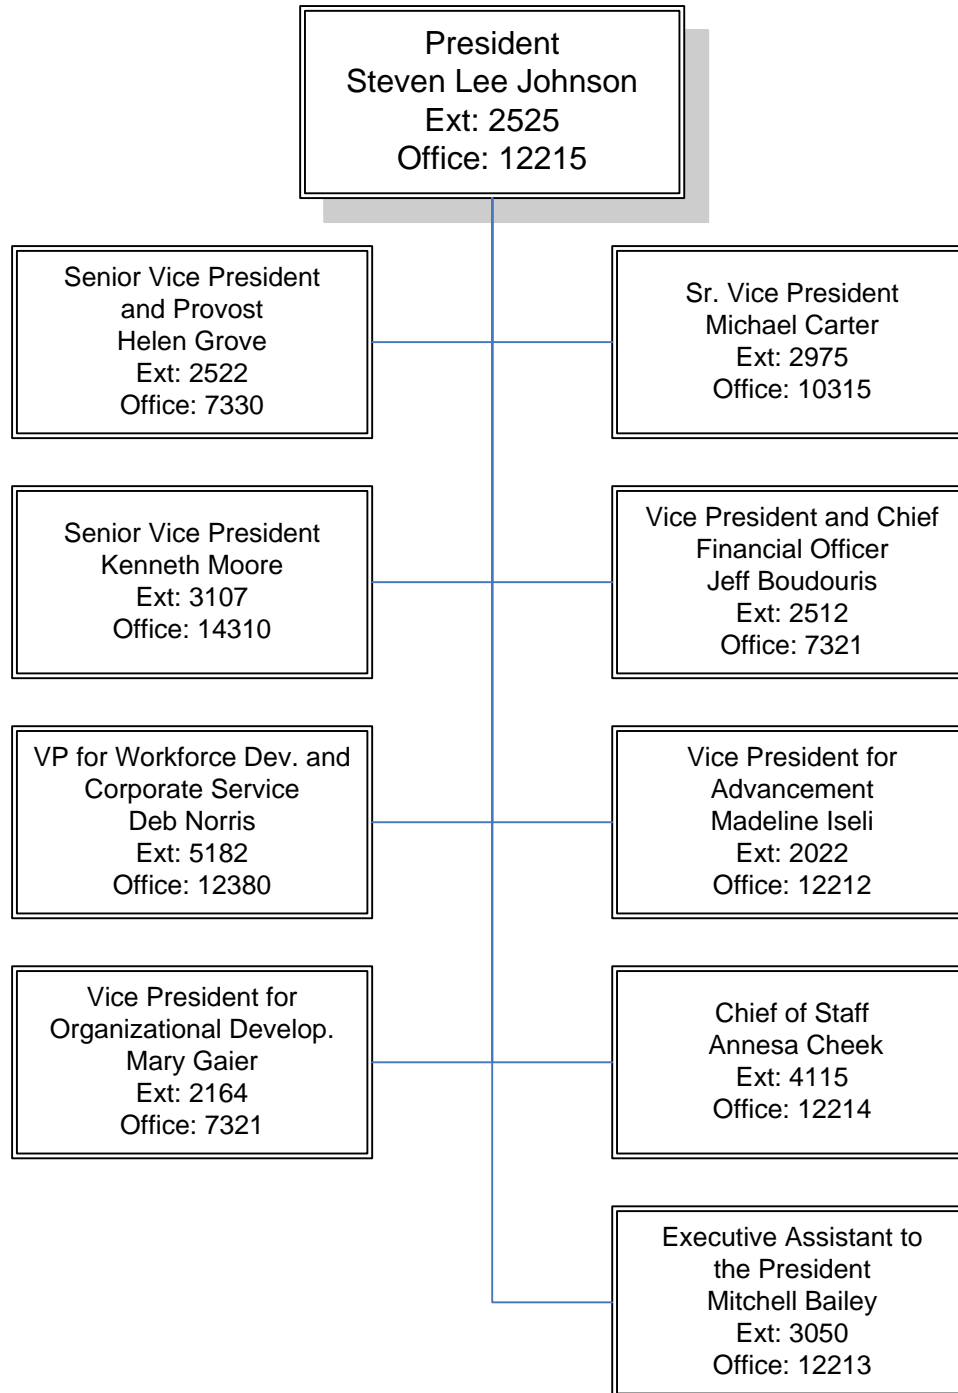 President
Steven Lee Johnson
Ext: 2525
Office: 12215
Senior Vice President
and Provost
Helen Grove
Ext: 2522
Office: 7330
Sr. Vice President
Michael Carter
Ext: 2975
Office: 10315
Senior Vice President
Kenneth Moore
Ext: 3107
Office: 14310
Vice President and Chief
Financial Officer
Jeff Boudouris
Ext: 2512
Office: 7321
VP for Workforce Dev. and
Corporate Service
Deb Norris
Ext: 5182
Office: 12380
Vice President for
Advancement
Madeline Iseli
Ext: 2022
Office: 12212
Vice President for
Organizational Develop.
Mary Gaier
Ext: 2164
Office: 7321
Chief of Staff
Annesa Cheek
Ext: 4115
Office: 12214
Executive Assistant to
the President
Mitchell Bailey
Ext: 3050
Office: 12213